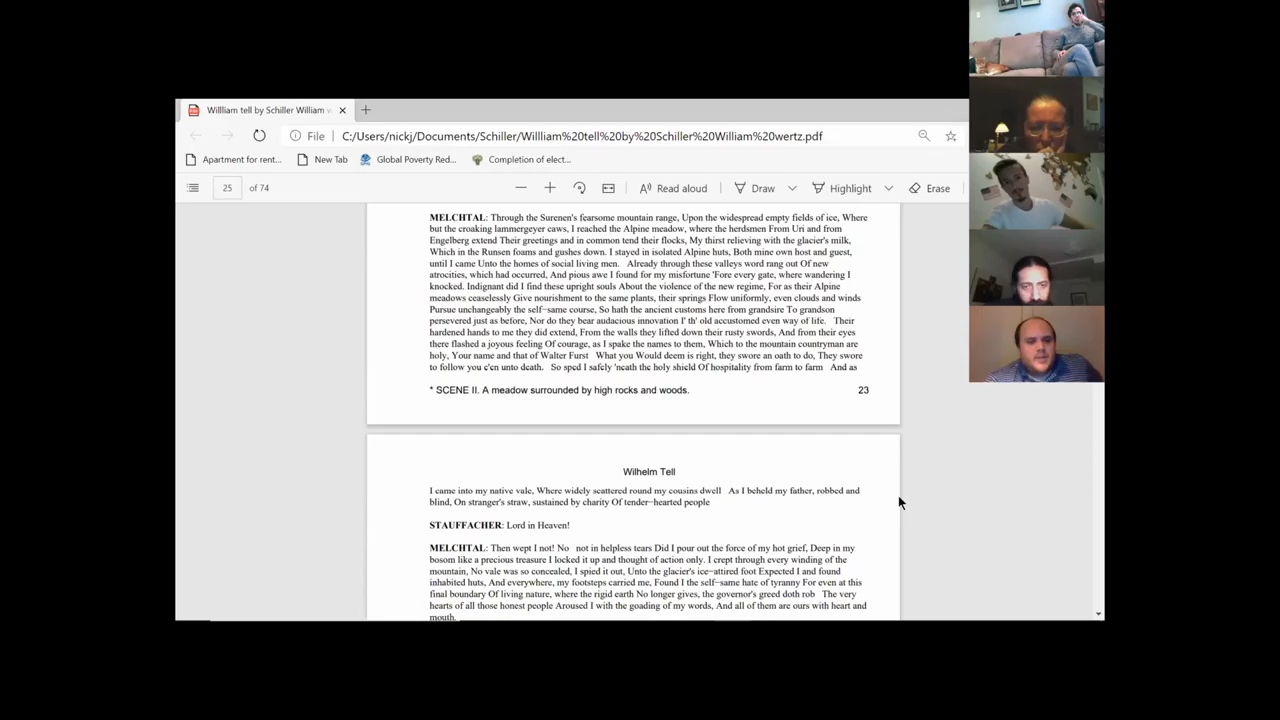 Willliam tell by Schiller William w
File C:/Users/nickj/Documents/Schiller/Willliam%20tell%20by%20Schiller%20William%20wertz.pdf
Apartment for rent... New Tab Global Poverty Red... Completion of elect...
25 of 74 Read aloud Draw Highlight Erase
MELCHTAL: Through the Surenen's fearsome mountain range, Upon the widespread empty fields of ice, Where
but the croaking lammergeyer caws, I reached the Alpine meadow, where the herdsmen From Uri and from
Engelberg extend Their greetings and in common tend their flocks, My thirst relieving with the glacier's milk,
Which in the Runsen foams and gushes down. I stayed in isolated Alpine huts, Both mine own host and guest,
until I came Unto the homes of social living men. Already through these valleys word rang out Of new
atrocities, which had occurred, And pious awe I found for my misfortune 'Fore every gate, where wandering I
knocked. Indignant did I find these upright souls About the violence of the new regime, For as their Alpine
meadows ceaselessly Give nourishment to the same plants, their springs Flow uniformly, even clouds and winds
Pursue unchangeably the self-same course, So hath the ancient customs here from grandsire To grandson
persevered just as before, Nor do they bear audacious innovation I' th' old accustomed even way of life. Their
hardened hands to me they did extend, From the walls they lifted down their rusty swords, And from their eyes
there flashed a joyous feeling Of courage, as I spake the names to them, Which to the mountain countryman are
holy, Your name and that of Walter Furst What you Would deem is right, they swore an oath to do, They swore
to follow you e'en unto death. So sped I safely 'neath the holy shield Of hospitality from farm to farm And as
* SCENE II. A meadow surrounded by high rocks and woods. 23
Wilhelm Tell
I came into my native vale, Where widely scattered round my cousins dwell As I beheld my father, robbed and
blind, On stranger's straw, sustained by charity Of tender-hearted people
STAUFFACHER: Lord in Heaven!
MELCHTAL: Then wept I not! No not in helpless tears Did I pour out the force of my hot grief, Deep in my
bosom like a precious treasure I locked it up and thought of action only. I crept through every winding of the
mountain, No vale was so concealed, I spied it out, Unto the glacier's ice-attired foot Expected I and found
inhabited huts, And everywhere, my footsteps carried me, Found I the self-same hate of tyranny For even at this
final boundary Of living nature, where the rigid earth No longer gives, the governor's greed doth rob The very
hearts of all those honest people Aroused I with the goading of my words, And all of them are ours with heart and
mouth.